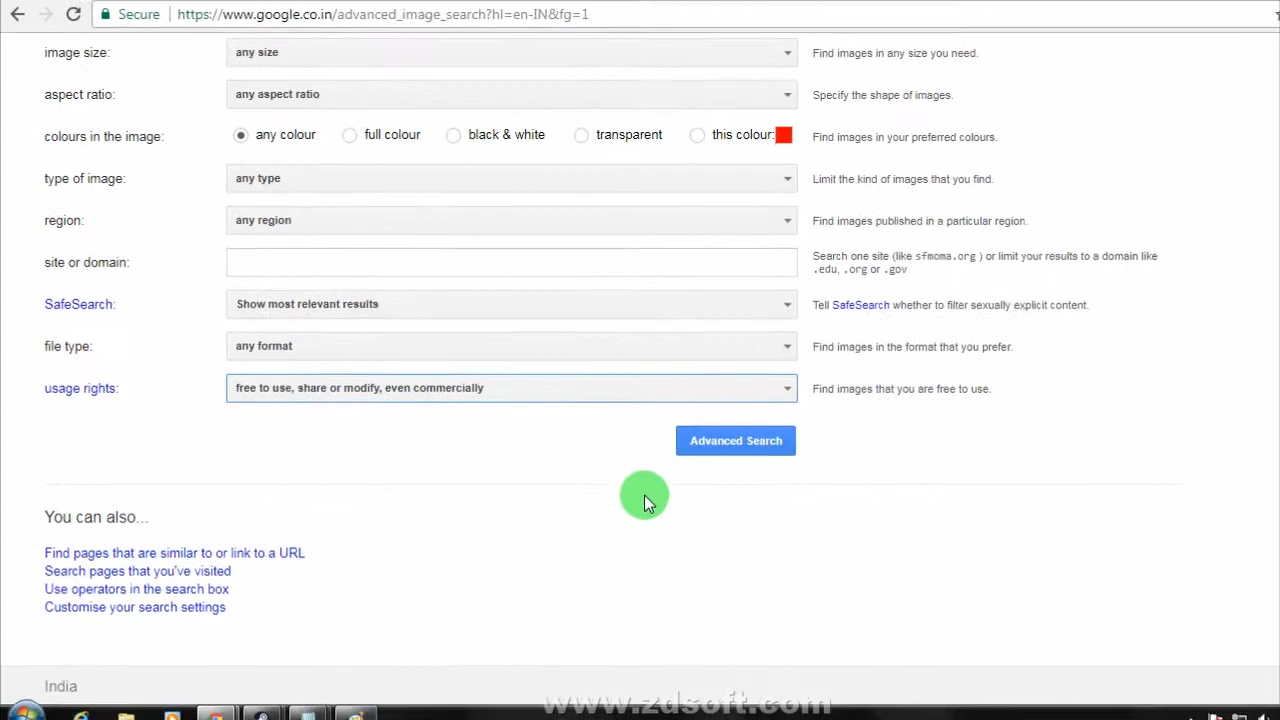 Secure https://www.google.co.in/advanced_image_search?hl=en-IN&fg=1
image size: any size Find images in any size you need.
aspect ratio: any aspect ratio Specify the shape of images.
colours in the image: any colour full colour black & white transparent this colour: Find images in your preferred colours.
type of image: any type Limit the kind of images that you find.
region: any region Find images published in a particular region.
site or domain: Search one site (like sfmoma.org ) or limit your results to a domain like
.edu, .org or .gov
SafeSearch: Show most relevant results Tell SafeSearch whether to filter sexually explicit content.
file type: any format Find images in the format that you prefer.
usage rights: free to use, share or modify, even commercially Find images that you are free to use.
Advanced Search
You can also...
Find pages that are similar to or link to a URL
Search pages that you've visited
Use operators in the search box
Customise your search settings
India
www.zdsoft.com